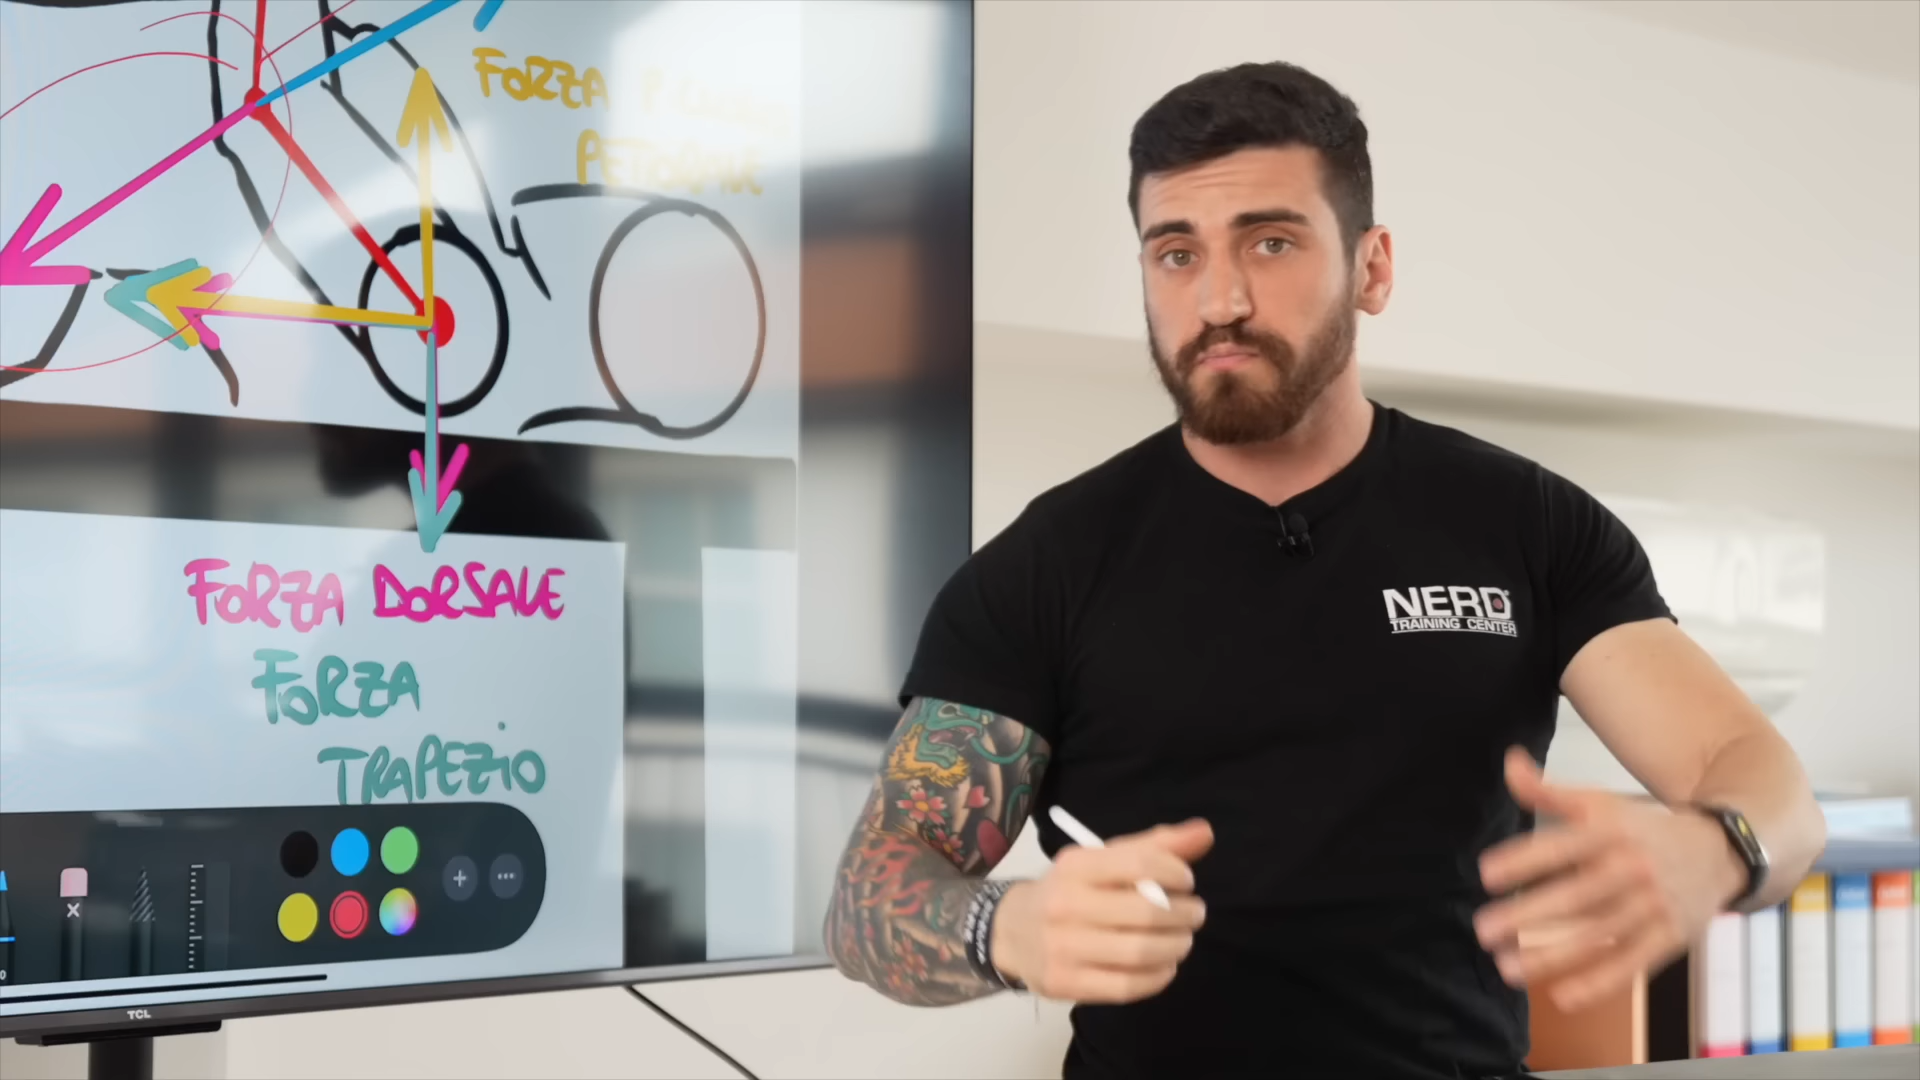 FORZA
PETTORALE
FORZA DORSALE
FORZA
TRAPEZIO
TCL
NERD
TRAINING CENTER